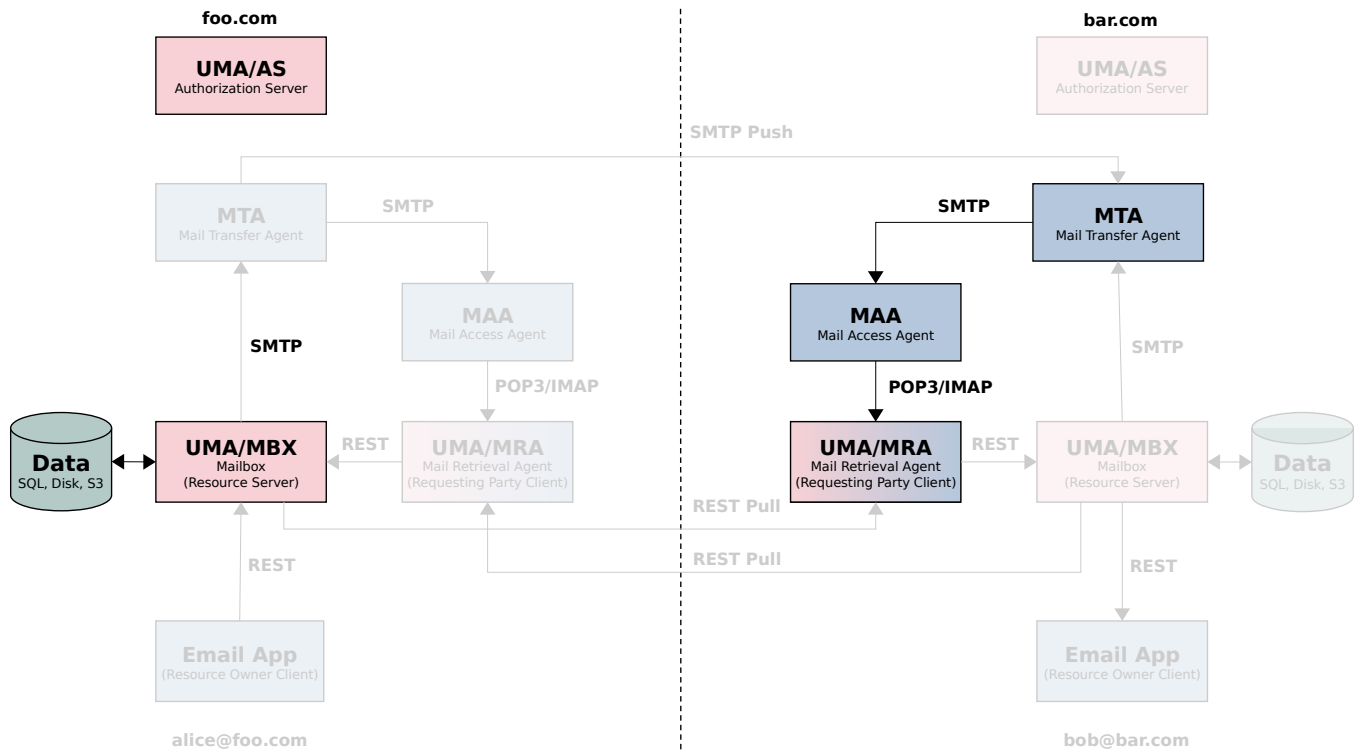 foo.com
bar.com
UMA/AS
Authorization Server
UMA/AS
Authorization Server
SMTP Push
MTA
Mail Transfer Agent
SMTP
SMTP
MTA
Mail Transfer Agent
MAA
Mail Access Agent
MAA
Mail Access Agent
SMTP
SMTP
POP3/IMAP
POP3/IMAP
Data
SQL, Disk, S3
UMA/MBX
Mailbox
(Resource Server)
REST
UMA/MRA
Mail Retrieval Agent
(Requesting Party Client)
UMA/MRA
Mail Retrieval Agent
(Requesting Party Client)
REST
UMA/MBX
Mailbox
(Resource Server)
Data
SQL, Disk, S3
REST Pull
REST Pull
REST
REST
Email App
(Resource Owner Client)
Email App
(Resource Owner Client)
alice@foo.com
bob@bar.com